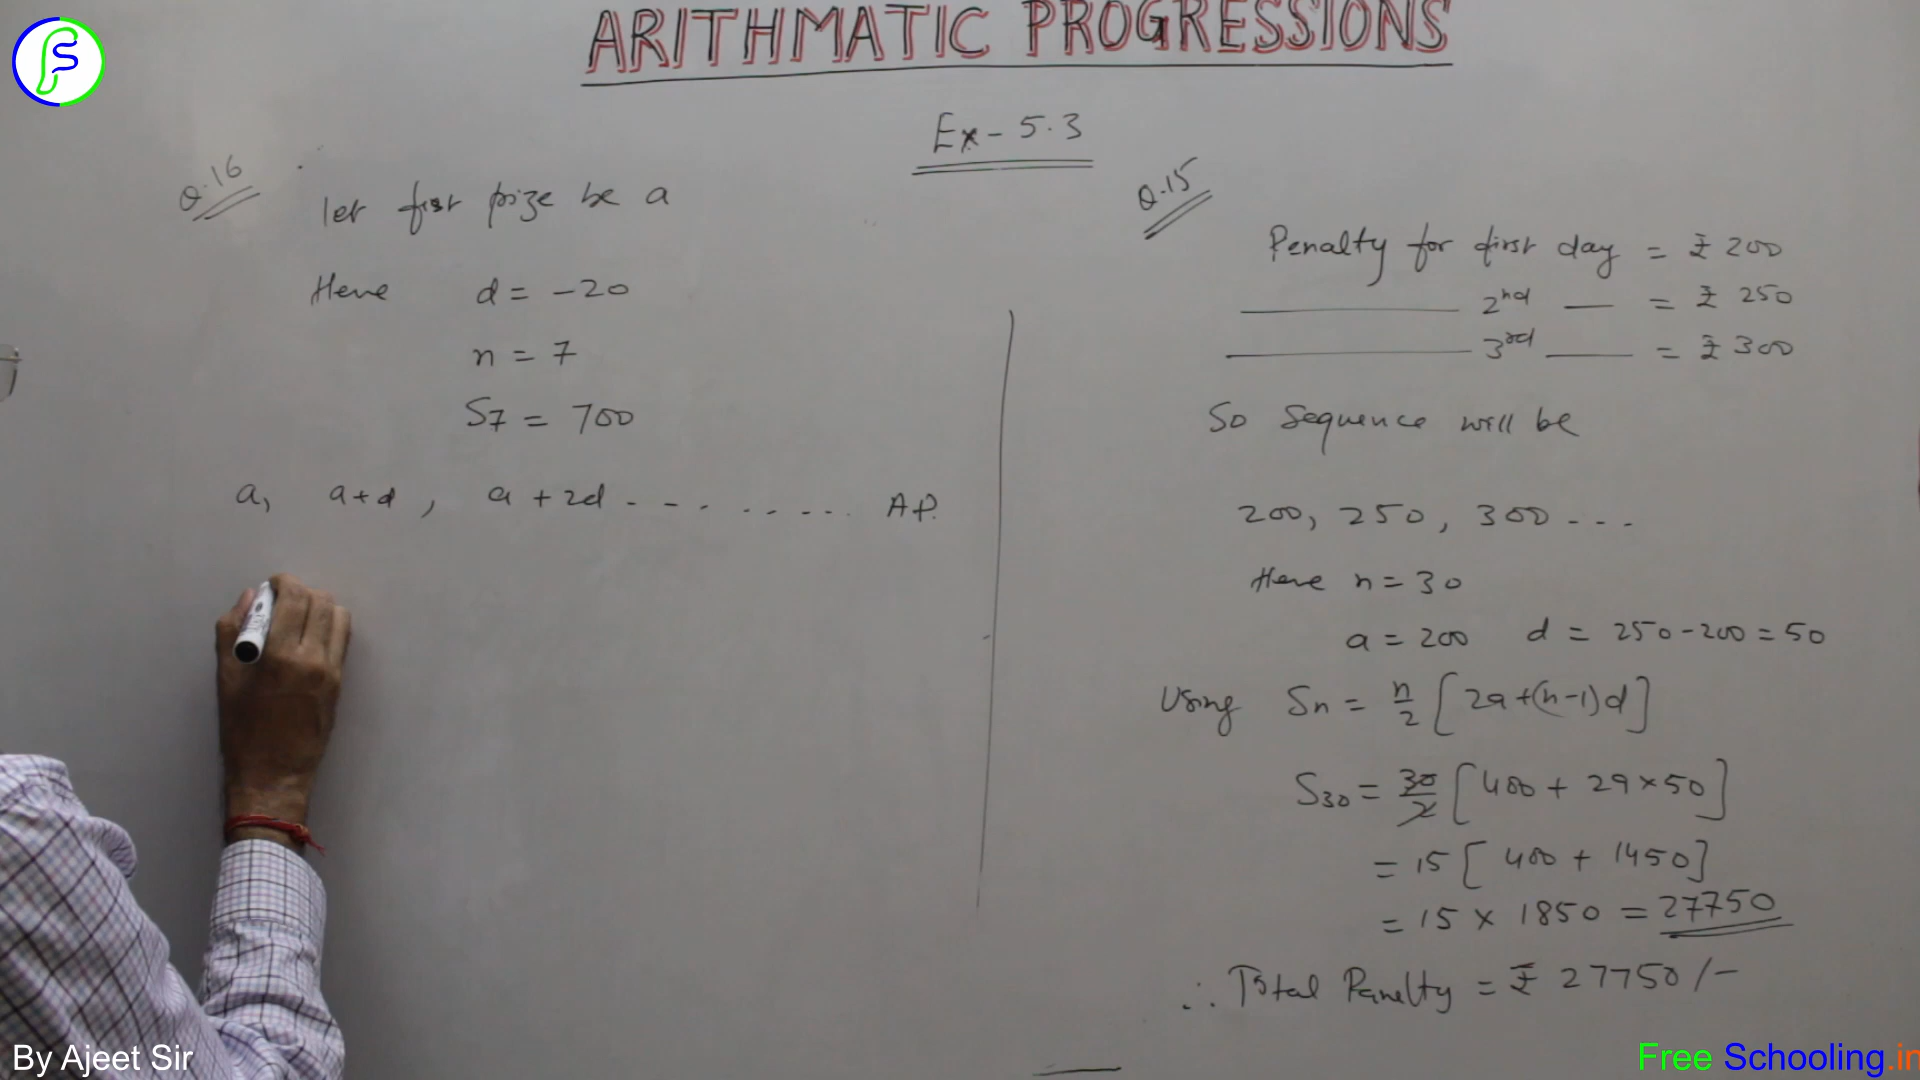 ARITHMATIC PROGRESSIONS
Ex - 5.3
Q.16
let first prize be a
Here d = -20
n = 7
S7 = 700
a, a+d, a+2d - - - - - - - - A.P.
Q.15
Penalty for first day = ₹ 200
2nd = ₹ 250
3rd = ₹ 300
So Sequence will be
200, 250, 300 - - -
Here n = 30
a = 200 d = 250-200 = 50
Using Sn = n/2 [2a+(n-1)d]
S30 = 30/2 [400 + 29×50]
= 15 [400 + 1450]
= 15 × 1850 = 27750
∴ Total Panelty = ₹ 27750/-
fS
By Ajeet Sir
Free Schooling.in